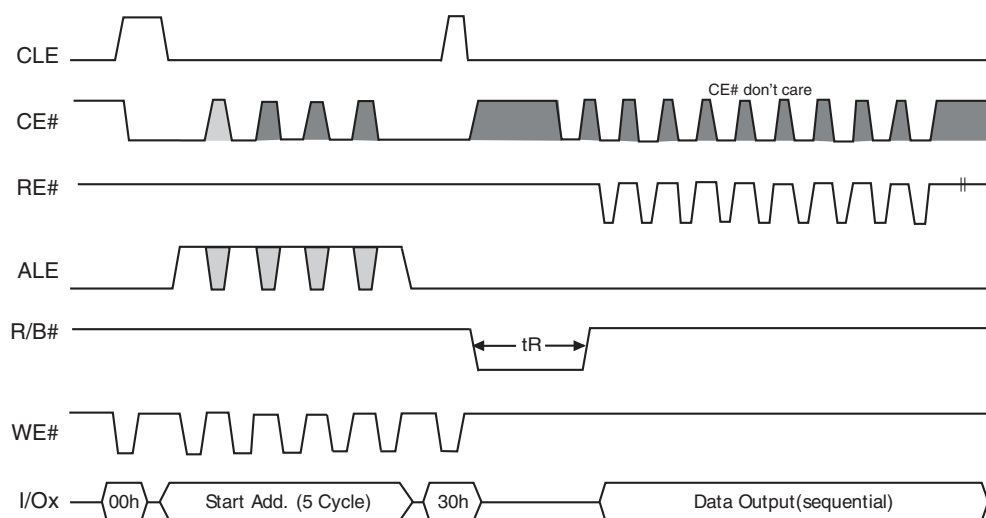 CLE
CE# don't care
CE#
RE#
ALE
R/B#
tR
WE#
I/Ox
00h
Start Add. (5 Cycle)
30h
Data Output(sequential)